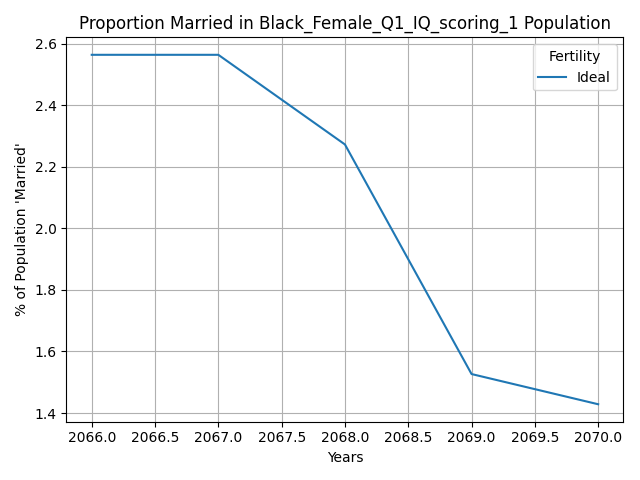 Proportion Married in Black_Female_Q1_IQ_scoring_1 Population
Fertility
Ideal
% of Population 'Married'
2.6
2.4
2.2
2.0
1.8
1.6
1.4
2066.0 2066.5 2067.0 2067.5 2068.0 2068.5 2069.0 2069.5 2070.0
Years